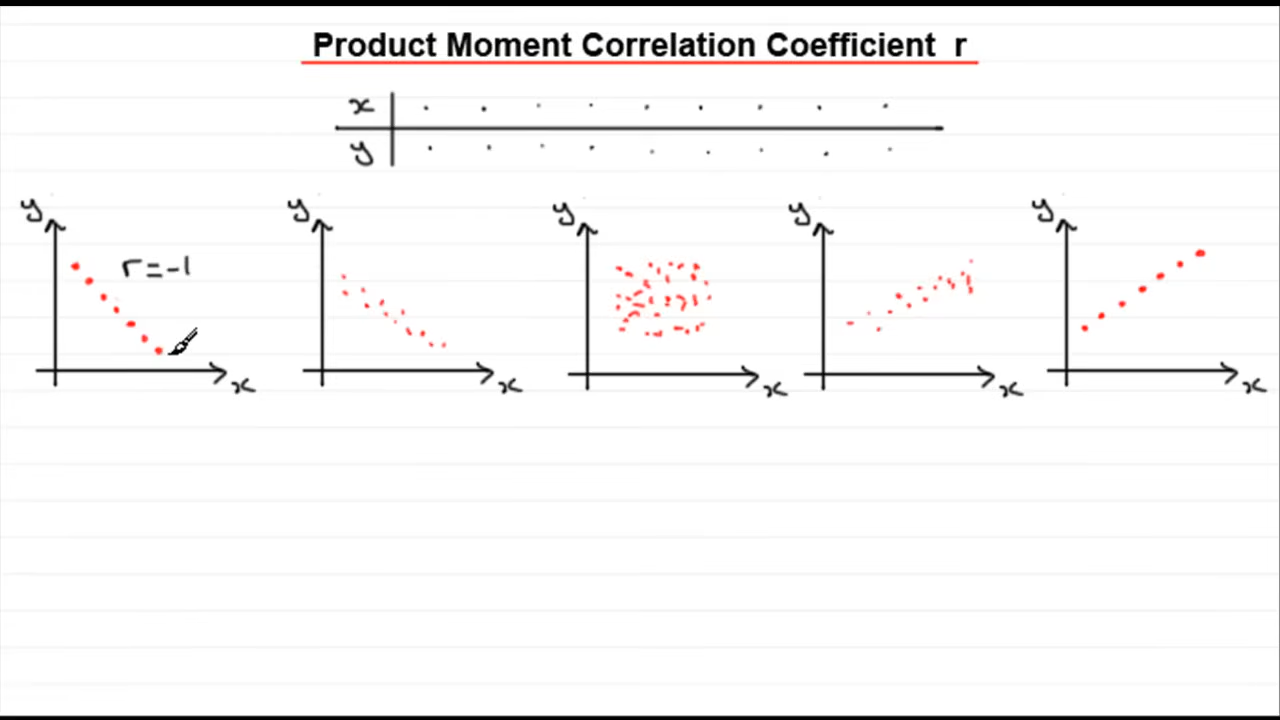 Product Moment Correlation Coefficient r
x
y
y y y y y
r = -1
x x x x x